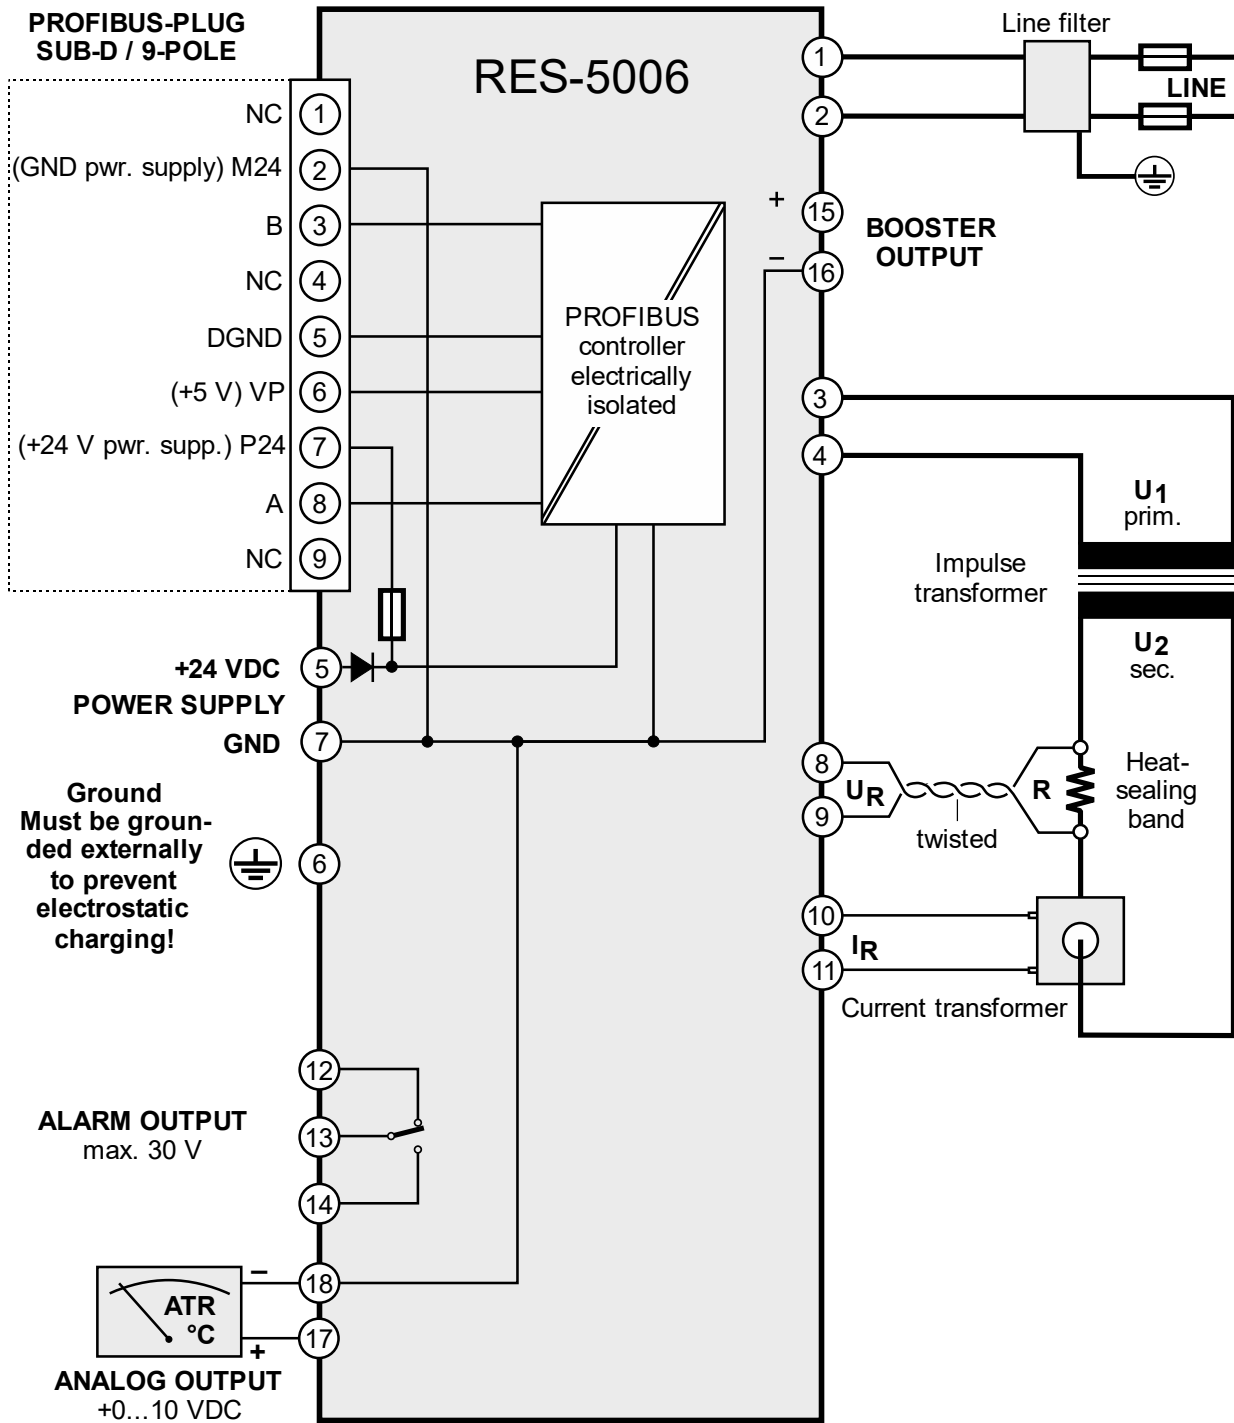 PROFIBUS-PLUG
SUB-D / 9-POLE
NC 1
(GND pwr. supply) M24 2
B 3
NC 4
DGND 5
(+5 V) VP 6
(+24 V pwr. supp.) P24 7
A 8
NC 9
+24 VDC 5
POWER SUPPLY
GND 7
Ground
Must be groun-
ded externally
to prevent
electrostatic
charging!
6
12
ALARM OUTPUT
max. 30 V
13
14
ATR
°C
− 18
+ 17
ANALOG OUTPUT
+0...10 VDC
RES-5006
PROFIBUS
controller
electrically
isolated
1
2
Line filter
LINE
+ 15
− 16
BOOSTER
OUTPUT
3
4
U1
prim.
Impulse
transformer
U2
sec.
8
9
UR
twisted
R
Heat-
sealing
band
10
11
IR
Current transformer